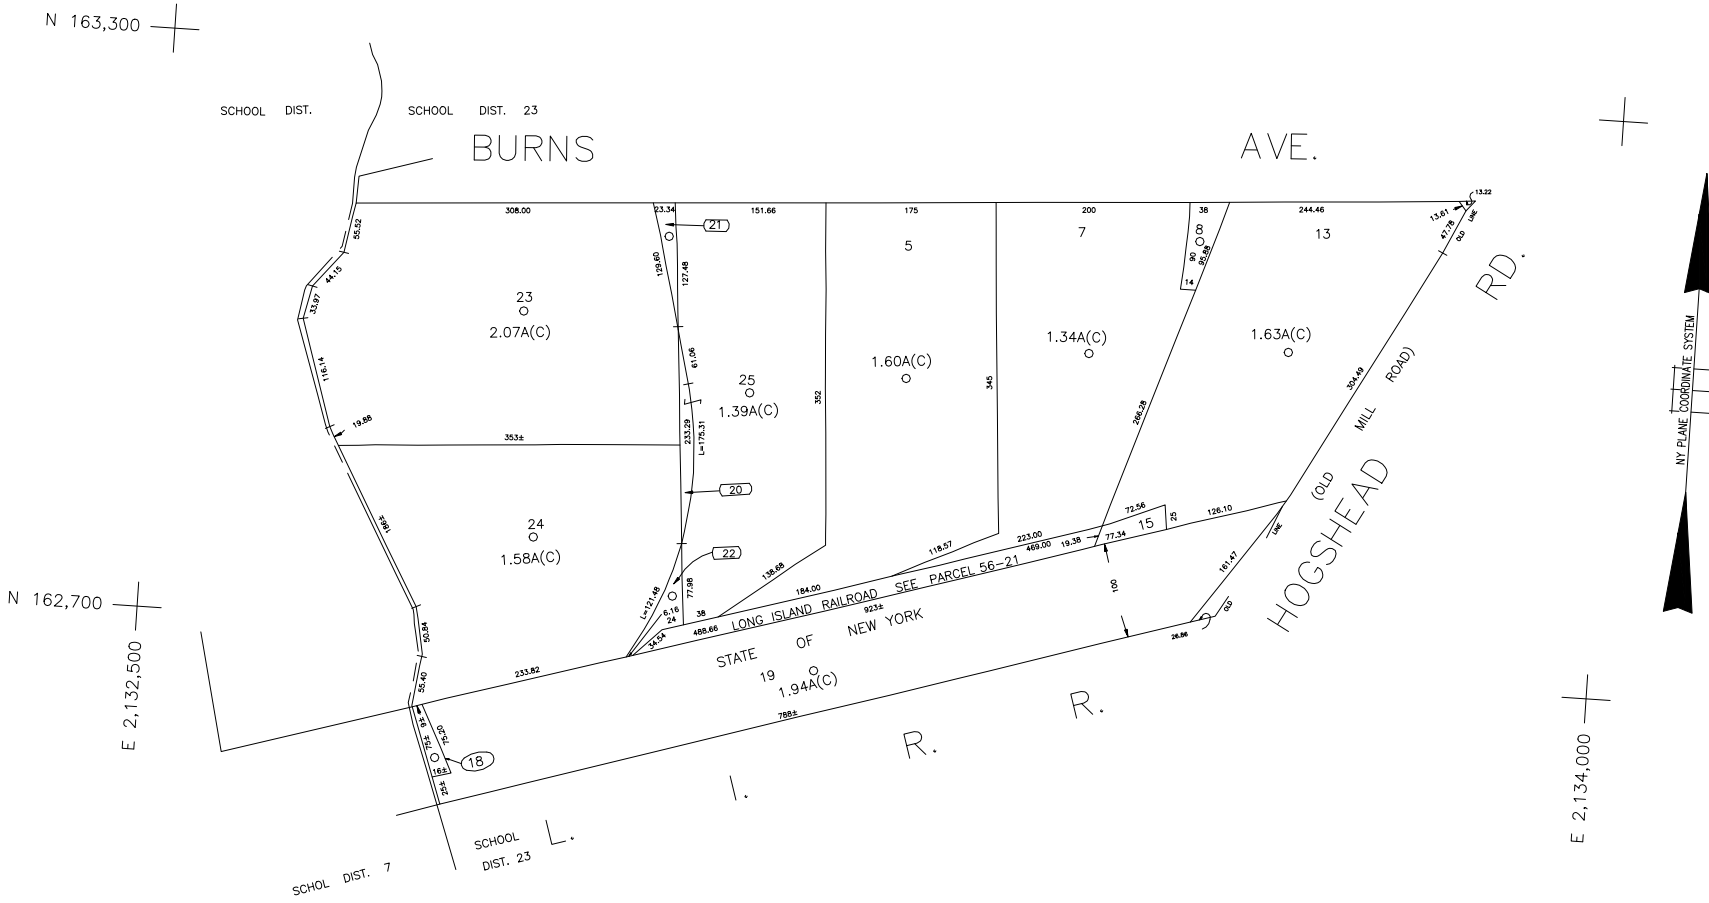 N 163,300
SCHOOL DIST.
SCHOOL DIST. 23
BURNS AVE.
13.22
308.00
23.34
151.66
175
200
38
244.46
13.61
47.78
OLD
LINE
55.52
44.15
33.97
116.14
19.88
21
129.60
127.48
5
7
8
90
95.88
14
13
RD.
23
2.07A(C)
61.06
25
1.39A(C)
352
1.60A(C)
345
1.34A(C)
1.63A(C)
304.49
(OLD MILL ROAD)
HOGSHEAD
266.28
353±
233.29
L=175.31
20
186±
24
1.58A(C)
22
L=121.48
77.98
6.16
24
38
34.54
138.68
118.57
184.00
223.00
469.00
19.38
72.56
15
25
77.34
126.10
488.66
LONG ISLAND RAILROAD SEE PARCEL 56-21
923±
STATE OF NEW YORK
100
161.47
LINE
OLD
26.86
19
1.94A(C)
788±
233.82
50.84
55.40
9±
75±
75.20
16±
25±
18
N 162,700
E 2,132,500
L. I. R. R.
SCHOOL
DIST. 23
SCHOL DIST. 7
E 2,134,000
NY PLANE COORDINATE SYSTEM